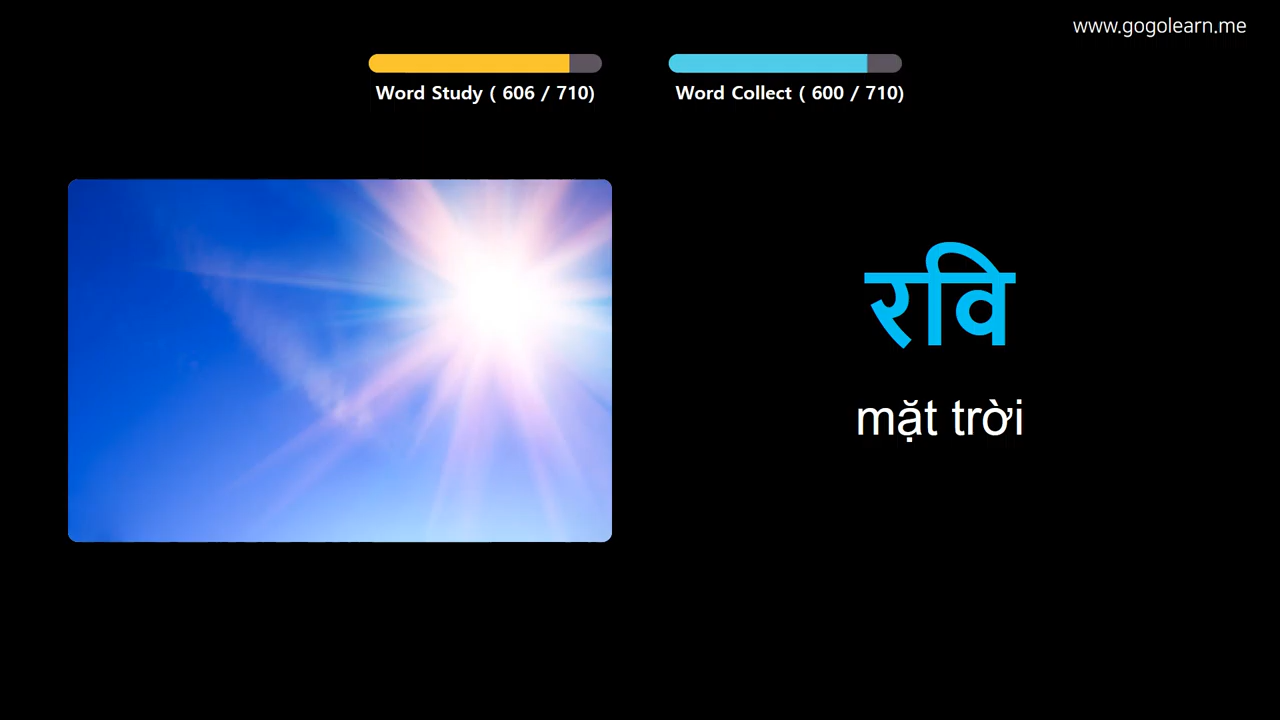 www.gogolearn.me
Word Study ( 606 / 710)
Word Collect ( 600 / 710)
रवि
mặt trời